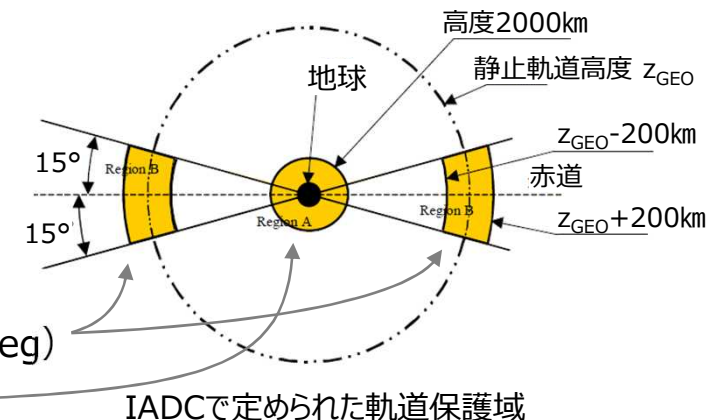 高度2000km
静止軌道高度 zGEO
地球
zGEO-200km
15°
Region B
赤道
Region B
Region A
15°
zGEO+200km
eg)
IADCで定められた軌道保護域